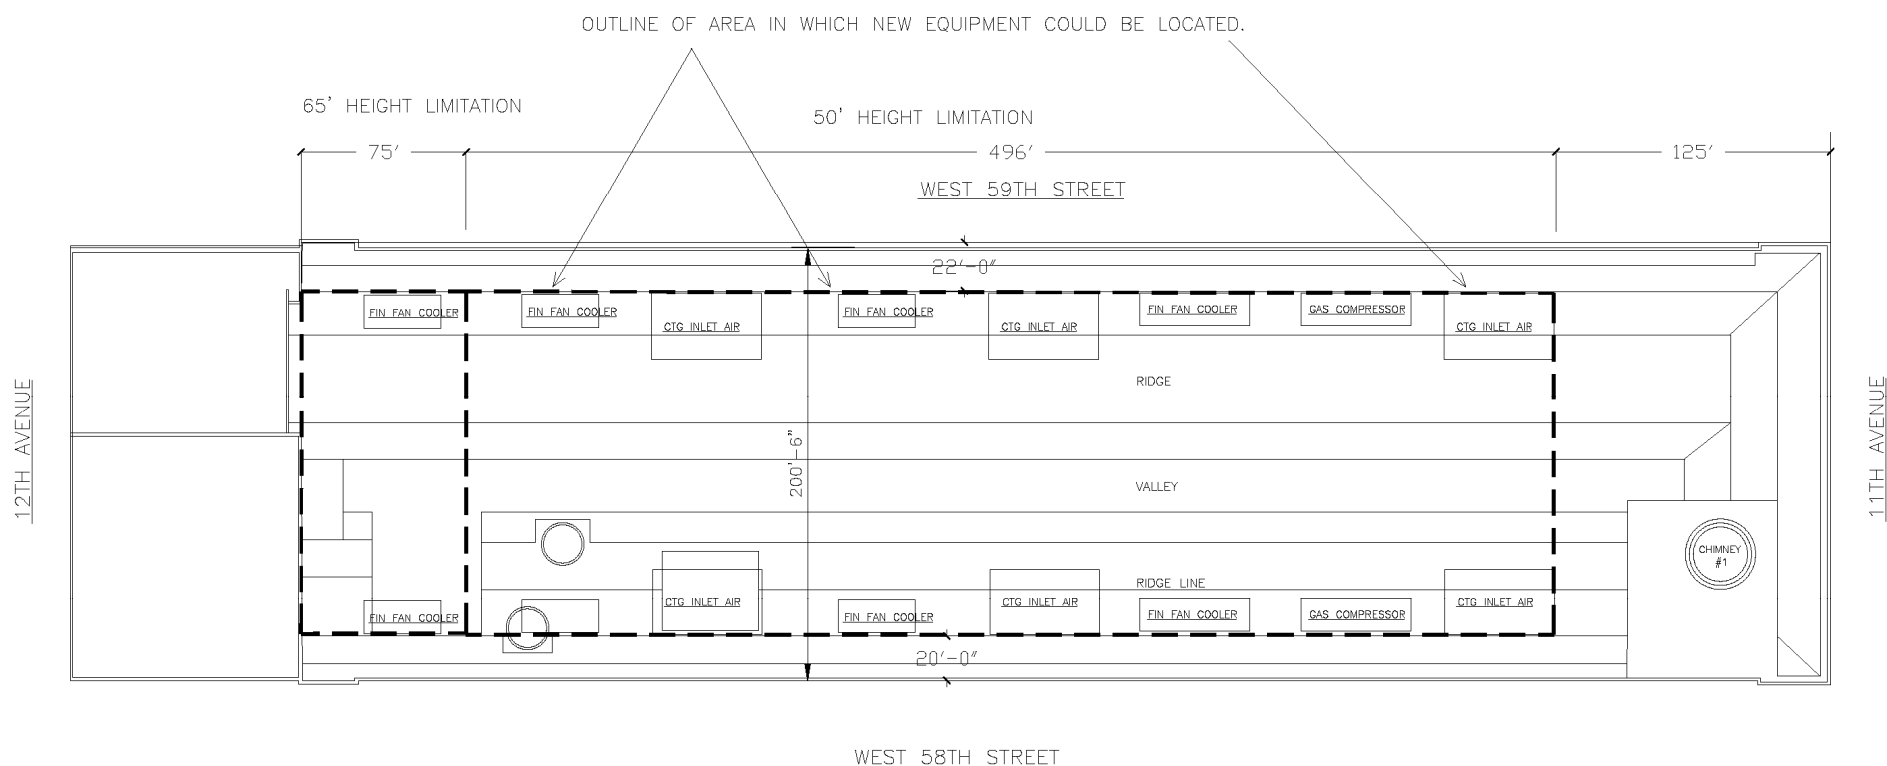 OUTLINE OF AREA IN WHICH NEW EQUIPMENT COULD BE LOCATED.
65' HEIGHT LIMITATION
50' HEIGHT LIMITATION
75'
496'
125'
WEST 59TH STREET
22'-0"
FIN FAN COOLER
FIN FAN COOLER
CTG INLET AIR
FIN FAN COOLER
CTG INLET AIR
FIN FAN COOLER
GAS COMPRESSOR
CTG INLET AIR
RIDGE
12TH AVENUE
200'-6"
VALLEY
11TH AVENUE
CHIMNEY
#1
RIDGE LINE
FIN FAN COOLER
CTG INLET AIR
FIN FAN COOLER
CTG INLET AIR
FIN FAN COOLER
GAS COMPRESSOR
CTG INLET AIR
20'-0"
WEST 58TH STREET